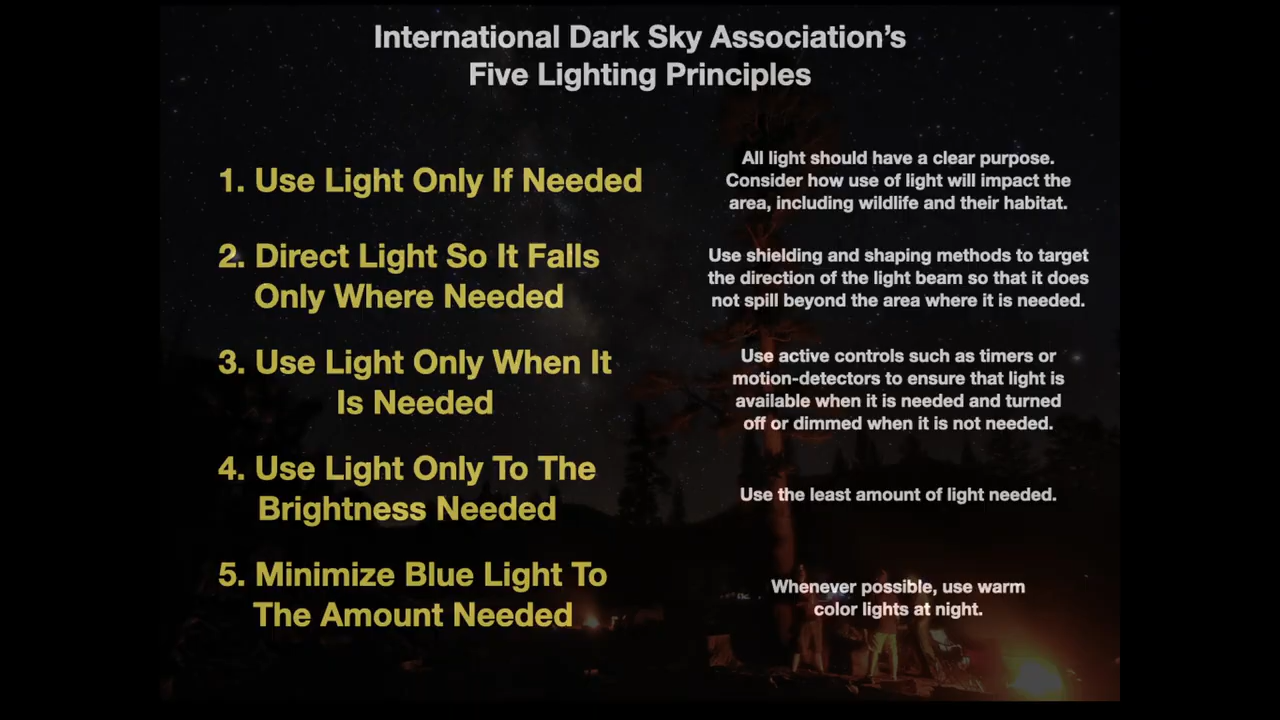 International Dark Sky Association's
Five Lighting Principles
1. Use Light Only If Needed
All light should have a clear purpose.
Consider how use of light will impact the
area, including wildlife and their habitat.
2. Direct Light So It Falls
Only Where Needed
Use shielding and shaping methods to target
the direction of the light beam so that it does
not spill beyond the area where it is needed.
3. Use Light Only When It
Is Needed
Use active controls such as timers or
motion-detectors to ensure that light is
available when it is needed and turned
off or dimmed when it is not needed.
4. Use Light Only To The
Brightness Needed
Use the least amount of light needed.
5. Minimize Blue Light To
The Amount Needed
Whenever possible, use warm
color lights at night.